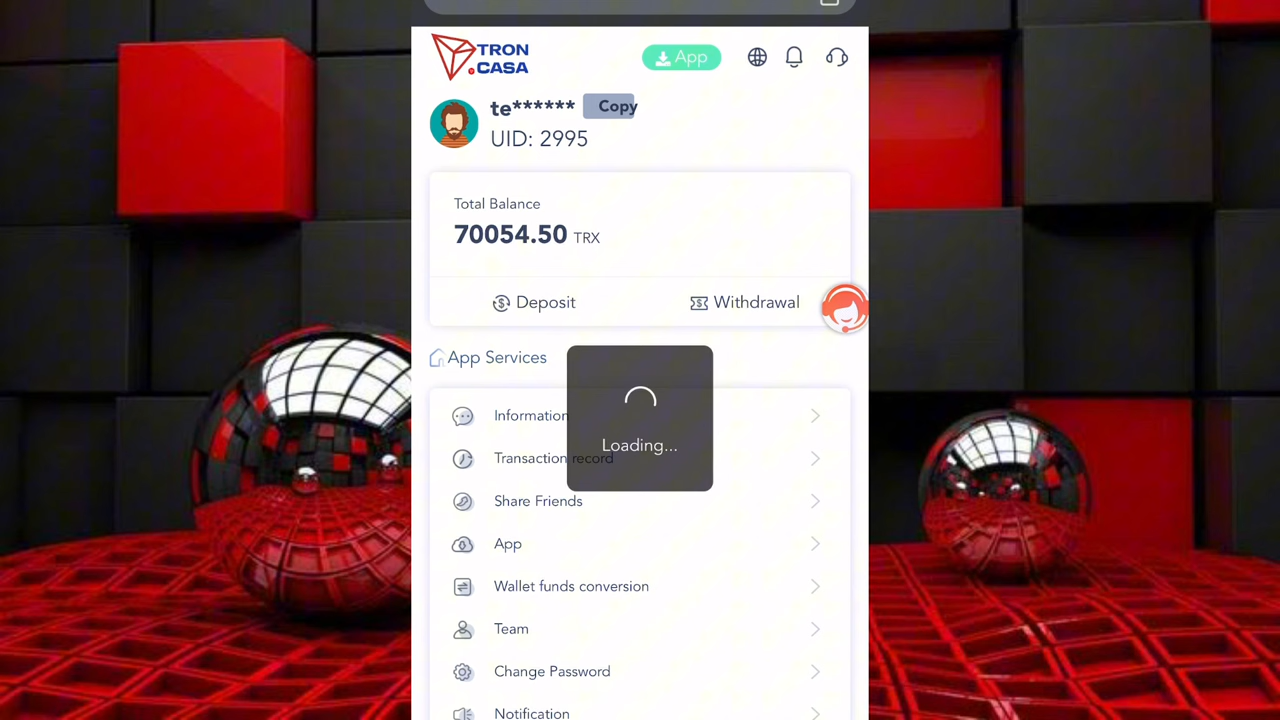 TRON
.CASA
App
te******
Copy
UID: 2995
Total Balance
70054.50 TRX
Deposit
Withdrawal
App Services
Information
Loading...
Transaction record
Share Friends
App
Wallet funds conversion
Team
Change Password
Notification